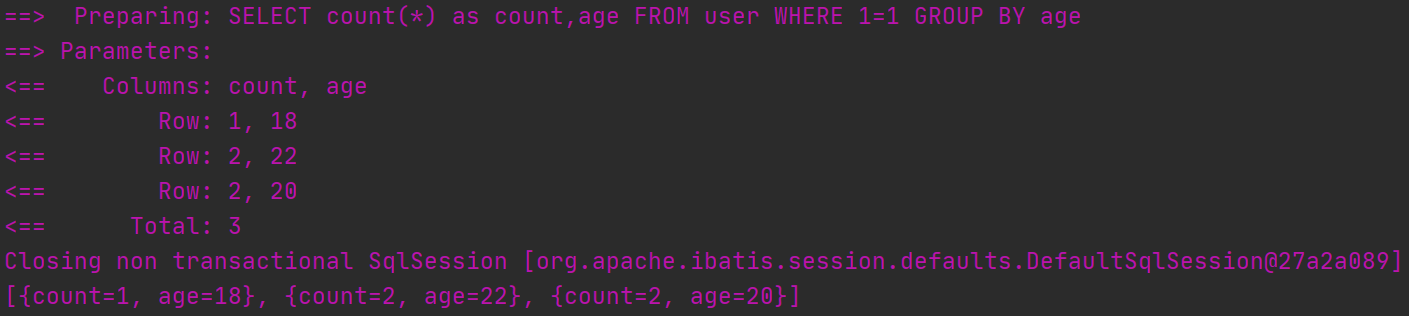 ==>  Preparing: SELECT count(*) as count,age FROM user WHERE 1=1 GROUP BY age
==> Parameters:
<==    Columns: count, age
<==        Row: 1, 18
<==        Row: 2, 22
<==        Row: 2, 20
<==      Total: 3
Closing non transactional SqlSession [org.apache.ibatis.session.defaults.DefaultSqlSession@27a2a089]
[{count=1, age=18}, {count=2, age=22}, {count=2, age=20}]